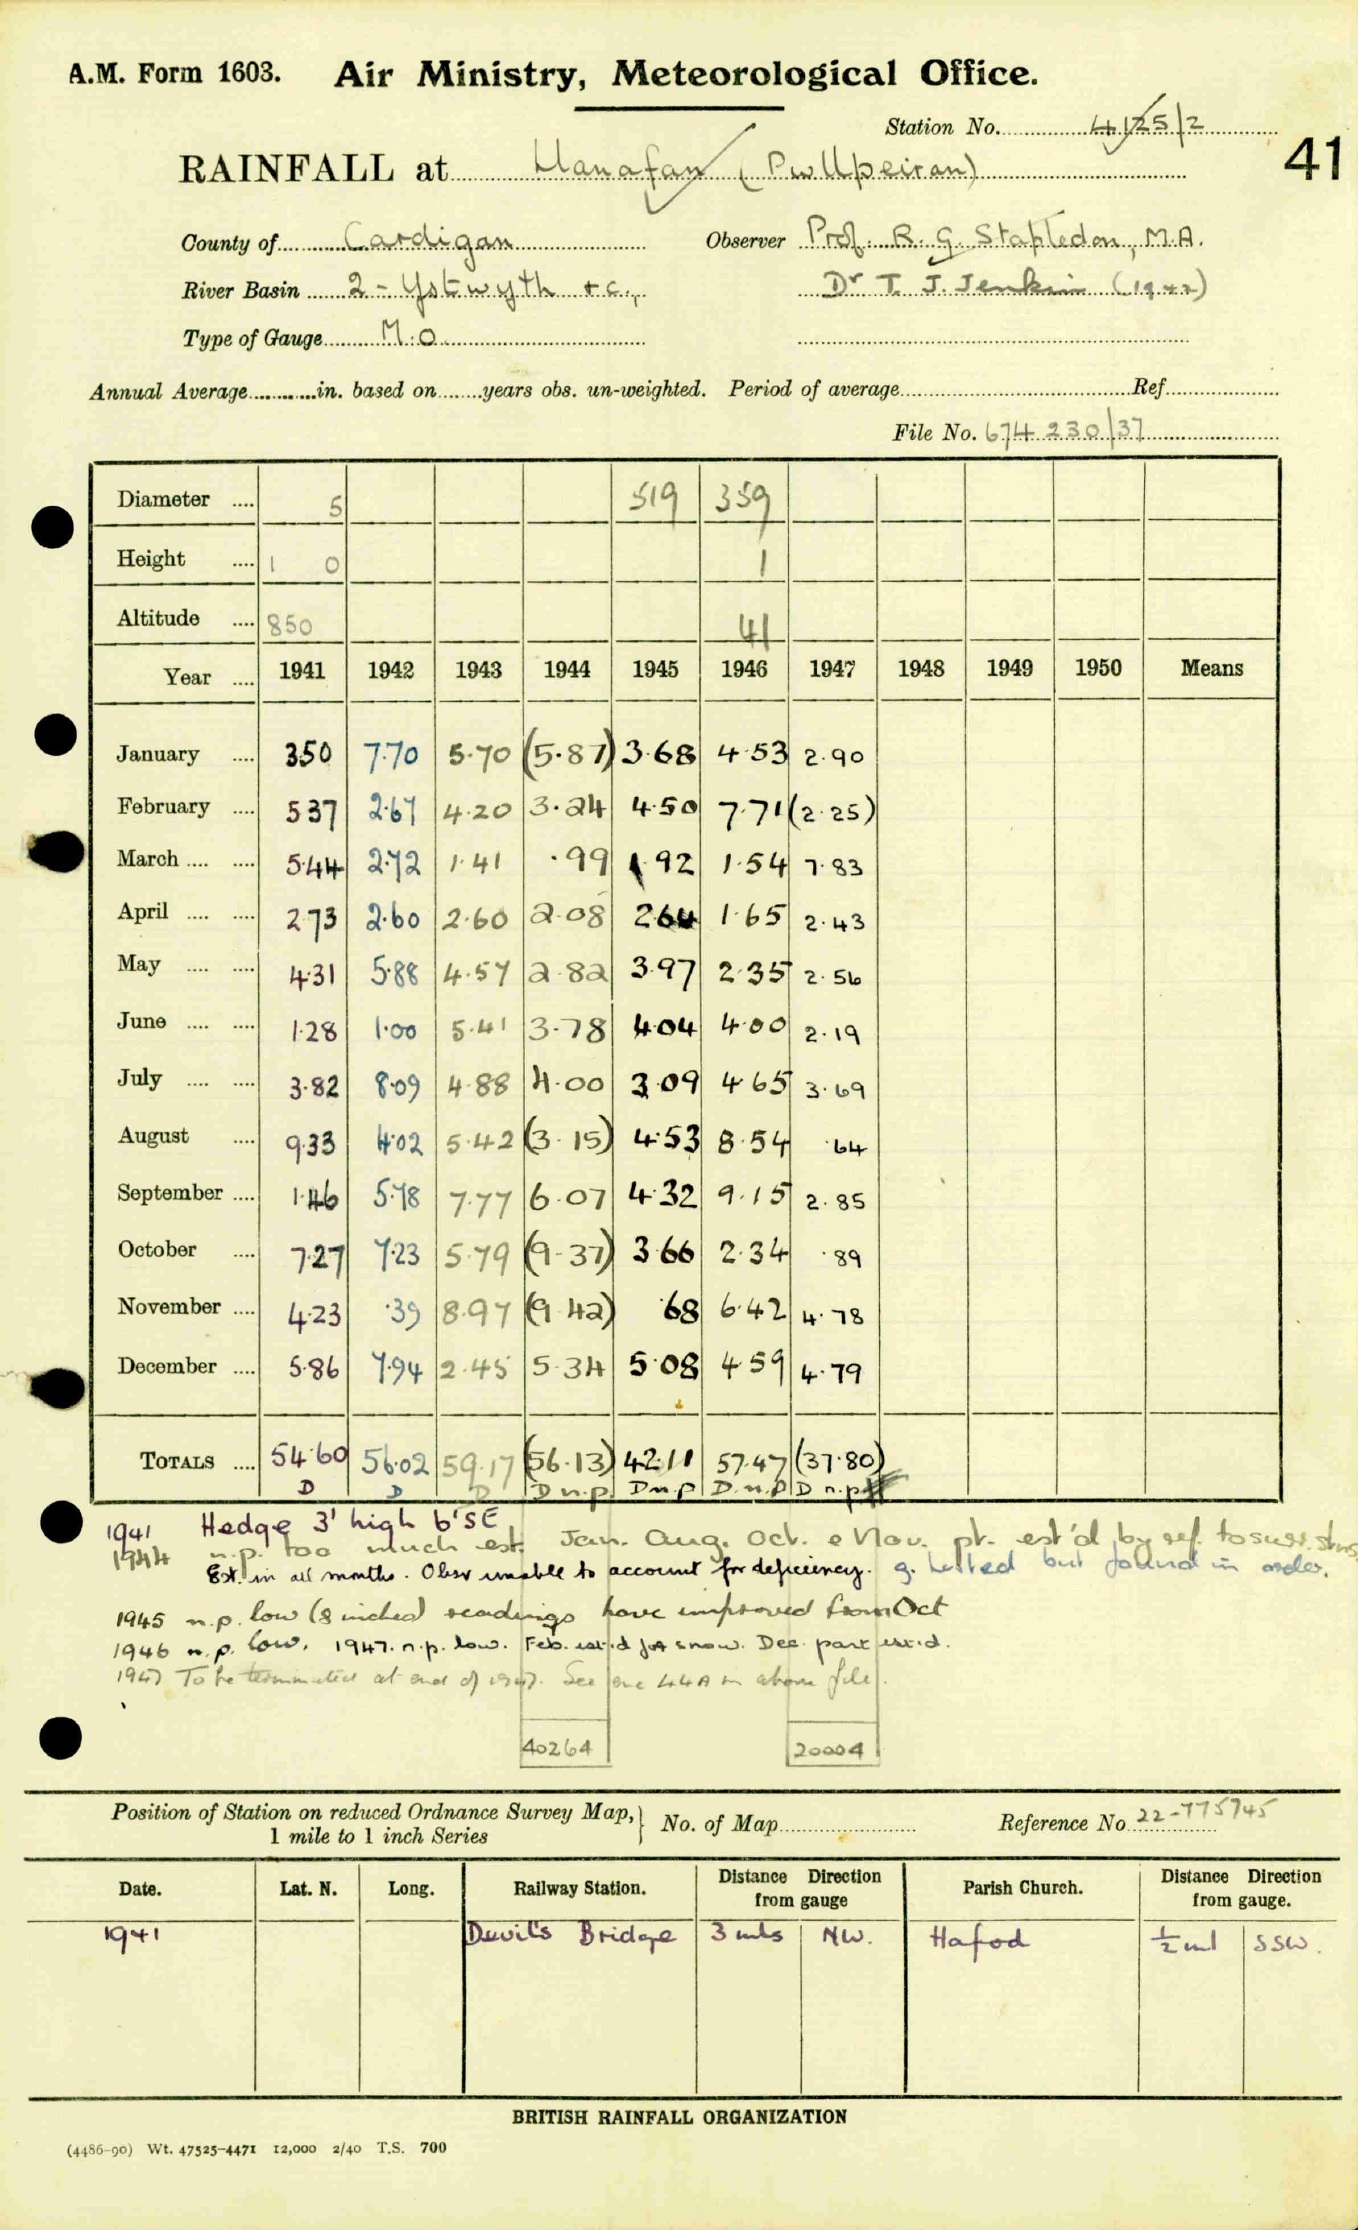 A.M. Form 1603. Air Ministry, Meteorological Office.
Station No. 4125/2
41
RAINFALL at Llanafan (Pwllpeiran)
County of Cardigan Observer Prof. R. G. Stapledon, M.A.
River Basin 2 - Ystwyth &c., Dr T. J. Jenkin (1942)
Type of Gauge M.O.
Annual Average in. based on years obs. un-weighted. Period of average Ref
File No. 674230/37
Diameter .... 5 519 359
Height .... 1 0 1
Altitude .... 850 41
Year .... 1941 1942 1943 1944 1945 1946 1947 1948 1949 1950 Means
January .... 3.50 7.70 5.70 (5.87) 3.68 4.53 2.90
February .... 5.37 2.67 4.20 3.24 4.50 7.71 (2.25)
March .... .... 5.44 2.72 1.41 .99 1.92 1.54 7.83
April .... .... 2.73 2.60 2.60 2.08 2.64 1.65 2.43
May .... .... 4.31 5.88 4.57 2.82 3.97 2.35 2.56
June .... .... 1.28 1.00 5.41 3.78 4.04 4.00 2.19
July .... .... 3.82 8.09 4.88 4.00 3.09 4.65 3.69
August .... 9.33 4.02 5.42 (3.15) 4.53 8.54 .64
September .... 1.46 5.78 7.77 6.07 4.32 9.15 2.85
October .... 7.27 7.23 5.79 (9.37) 3.66 2.34 .89
November .... 4.23 .39 8.97 (9.42) .68 6.42 4.78
December .... 5.86 7.94 2.45 5.34 5.08 4.59 4.79
TOTALS .... 54.60 56.02 59.17 (56.13) 42.11 57.47 (37.80)
D D D D n.p. D n.p D.n.p D n.p
1941 Hedge 3' high 6' SE
1944 n.p. too much est. Jan. Aug. Oct. & Nov. pt. est'd by ref. to surr. stns.
Est. in all months. Obsr unable to account for deficiency. g. tested but found in order.
1945 n.p. low (8 inches) readings have improved from Oct
1946 n.p. low. 1947. n.p. low. Feb. est'd for snow. Dec. part est'd.
1947 To be terminated at end of 1947. See enc 44A in above file.
40264 20004
Position of Station on reduced Ordnance Survey Map, 1 mile to 1 inch Series } No. of Map Reference No 22-775745
Date. Lat. N. Long. Railway Station. Distance Direction from gauge Parish Church. Distance Direction from gauge.
1941 Devil's Bridge 3 mls NW. Hafod ½ ml SSW.
BRITISH RAINFALL ORGANIZATION
(4486-90) Wt. 47525-4471 12,000 2/40 T.S. 700